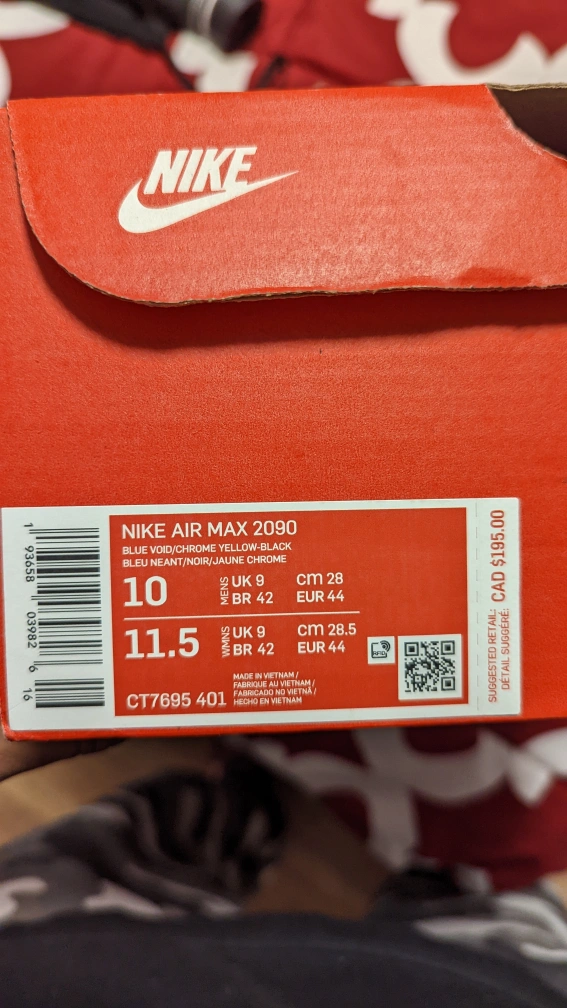 NIKE
NIKE AIR MAX 2090
BLUE VOID/CHROME YELLOW-BLACK
BLEU NEANT/NOIR/JAUNE CHROME
10
MENS
UK 9
cm 28
BR 42
EUR 44
11.5
WMNS
UK 9
cm 28.5
BR 42
EUR 44
CT7695 401
MADE IN VIETNAM /
FABRIQUE AU VIETNAM /
FABRICADO NO VIETNÃ /
HECHO EN VIETNAM
RFID
SUGGESTED RETAIL: CAD $195.00
DÉTAIL SUGGÉRÉ:
1 93658 03982 6 16